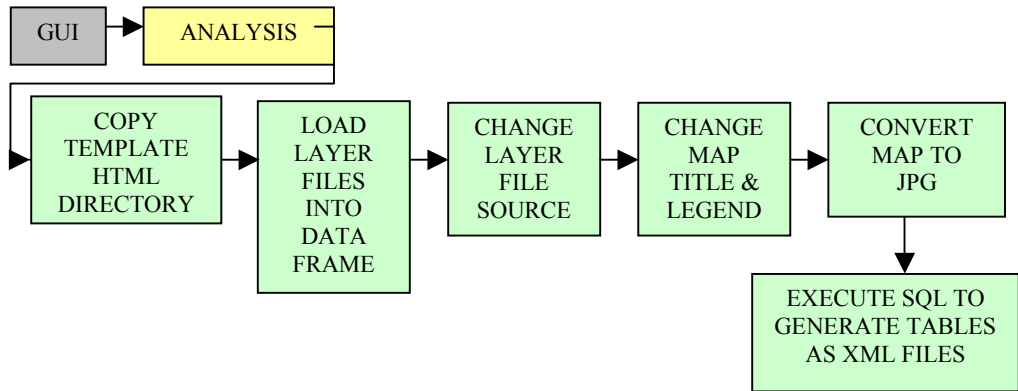 GUI
ANALYSIS
COPY
TEMPLATE
HTML
DIRECTORY
LOAD
LAYER
FILES
INTO
DATA
FRAME
CHANGE
LAYER
FILE
SOURCE
CHANGE
MAP
TITLE &
LEGEND
CONVERT
MAP TO
JPG
EXECUTE SQL TO
GENERATE TABLES
AS XML FILES